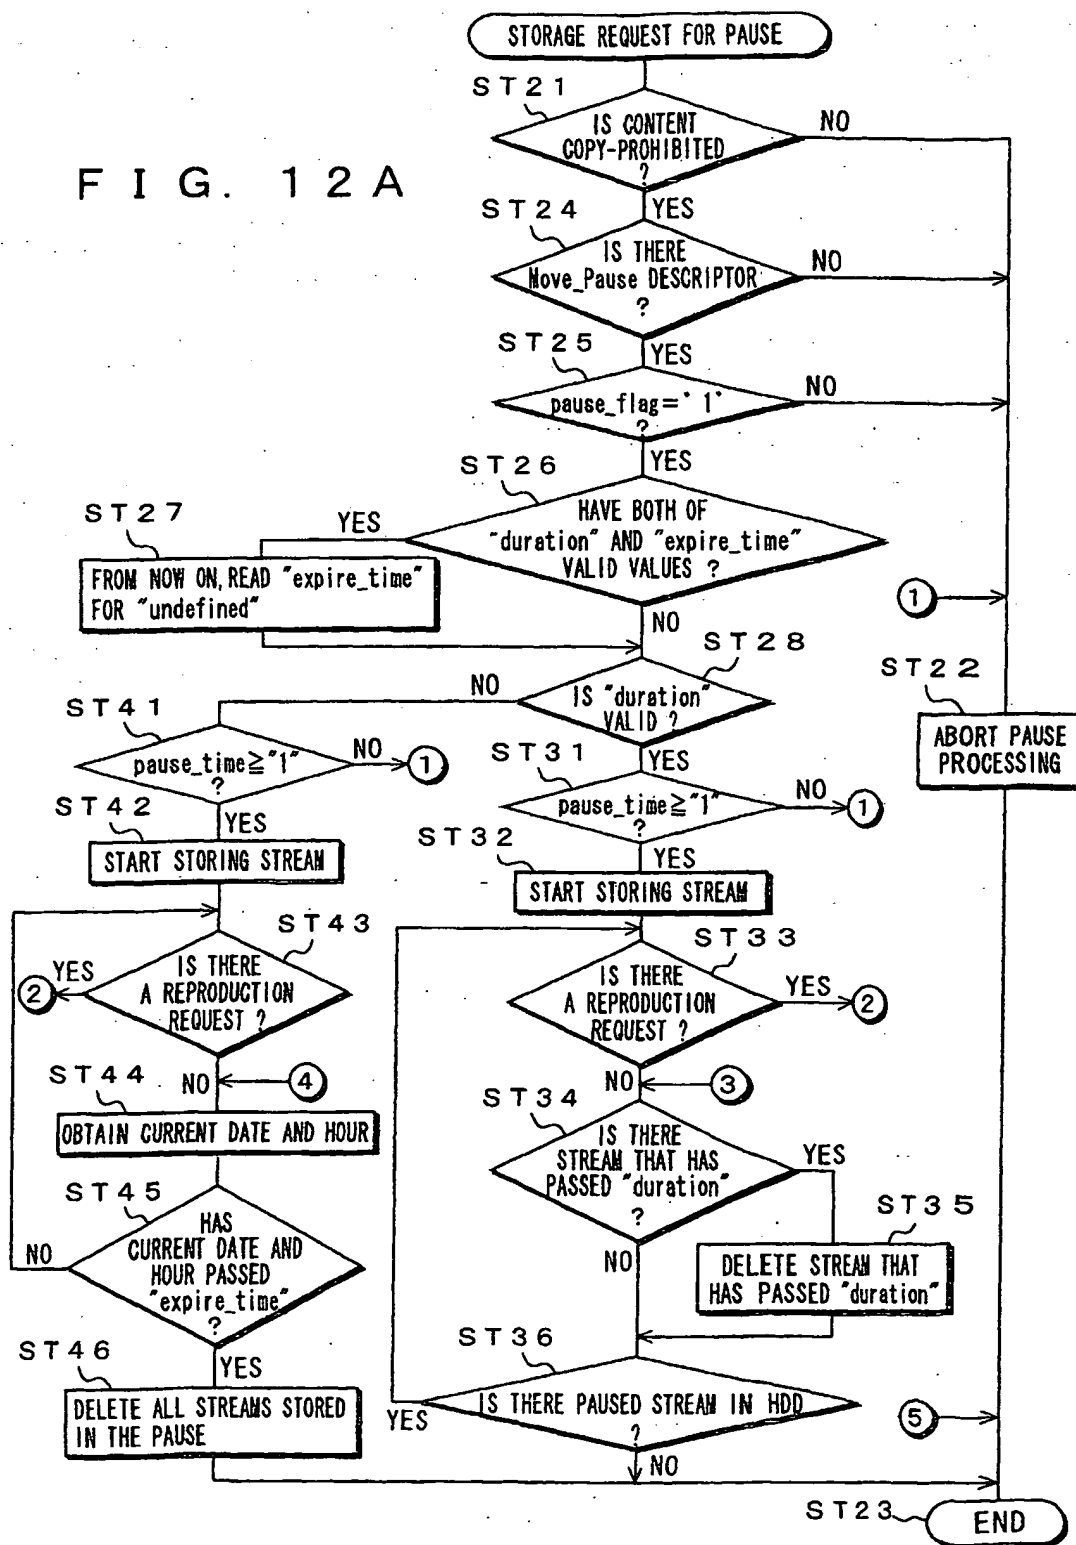 STORAGE REQUEST FOR PAUSE
ST21
IS CONTENT
COPY-PROHIBITED
?
NO
YES
FIG. 12A
ST24
IS THERE
Move_Pause DESCRIPTOR
?
NO
YES
ST25
pause_flag='1'
?
NO
YES
ST26
HAVE BOTH OF
"duration" AND "expire_time"
VALID VALUES ?
YES
NO
ST27
FROM NOW ON, READ "expire_time"
FOR "undefined"
1
ST28
IS "duration"
VALID ?
NO
YES
ST22
ABORT PAUSE
PROCESSING
ST41
pause_time≧"1"
?
NO
1
YES
ST31
pause_time≧"1"
?
NO
1
YES
ST42
START STORING STREAM
ST32
START STORING STREAM
ST43
IS THERE
A REPRODUCTION
REQUEST ?
YES
2
NO
4
ST33
IS THERE
A REPRODUCTION
REQUEST ?
YES
2
NO
3
ST44
OBTAIN CURRENT DATE AND HOUR
ST34
IS THERE
STREAM THAT HAS
PASSED "duration"
?
YES
NO
ST35
DELETE STREAM THAT
HAS PASSED "duration"
ST45
HAS
CURRENT DATE AND
HOUR PASSED
"expire_time"
?
NO
YES
ST46
DELETE ALL STREAMS STORED
IN THE PAUSE
ST36
IS THERE PAUSED STREAM IN HDD
?
YES
NO
5
ST23
END